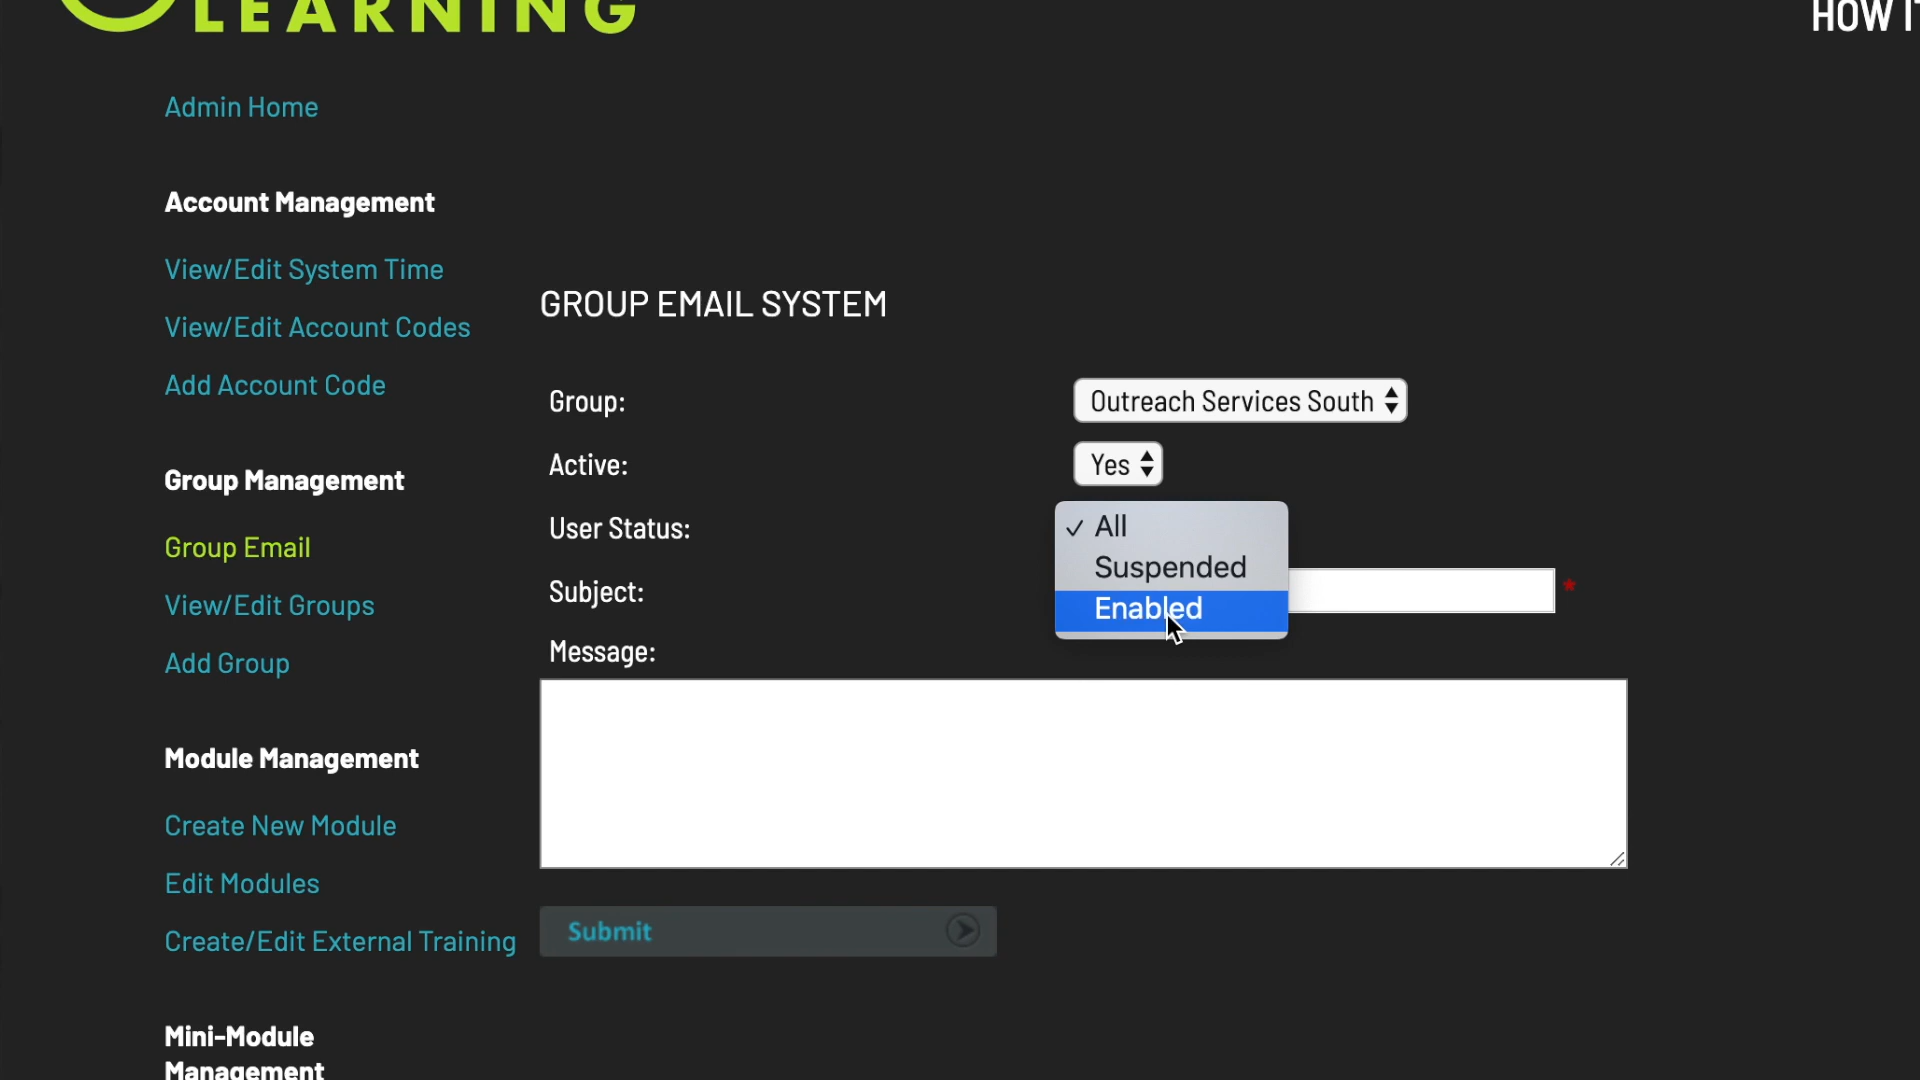 LEARNING
HOW IT
Admin Home
Account Management
View/Edit System Time
View/Edit Account Codes
Add Account Code
Group Management
Group Email
View/Edit Groups
Add Group
Module Management
Create New Module
Edit Modules
Create/Edit External Training
Mini-Module
Management
GROUP EMAIL SYSTEM
Group: Outreach Services South
Active: Yes
User Status: ✓ All
Suspended
Enabled
Subject: *
Message:
Submit